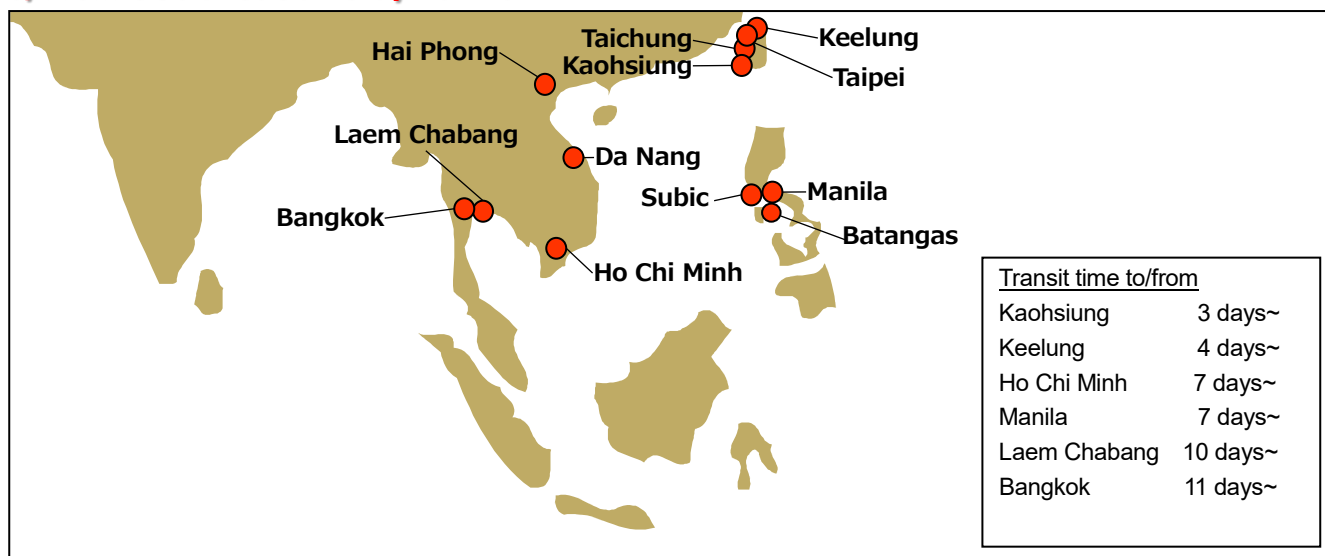 Keelung
Taichung
Hai Phong
Kaohsiung
Taipei
Laem Chabang
Da Nang
Subic
Manila
Bangkok
Batangas
Ho Chi Minh
Transit time to/from
Kaohsiung 3 days~
Keelung 4 days~
Ho Chi Minh 7 days~
Manila 7 days~
Laem Chabang 10 days~
Bangkok 11 days~